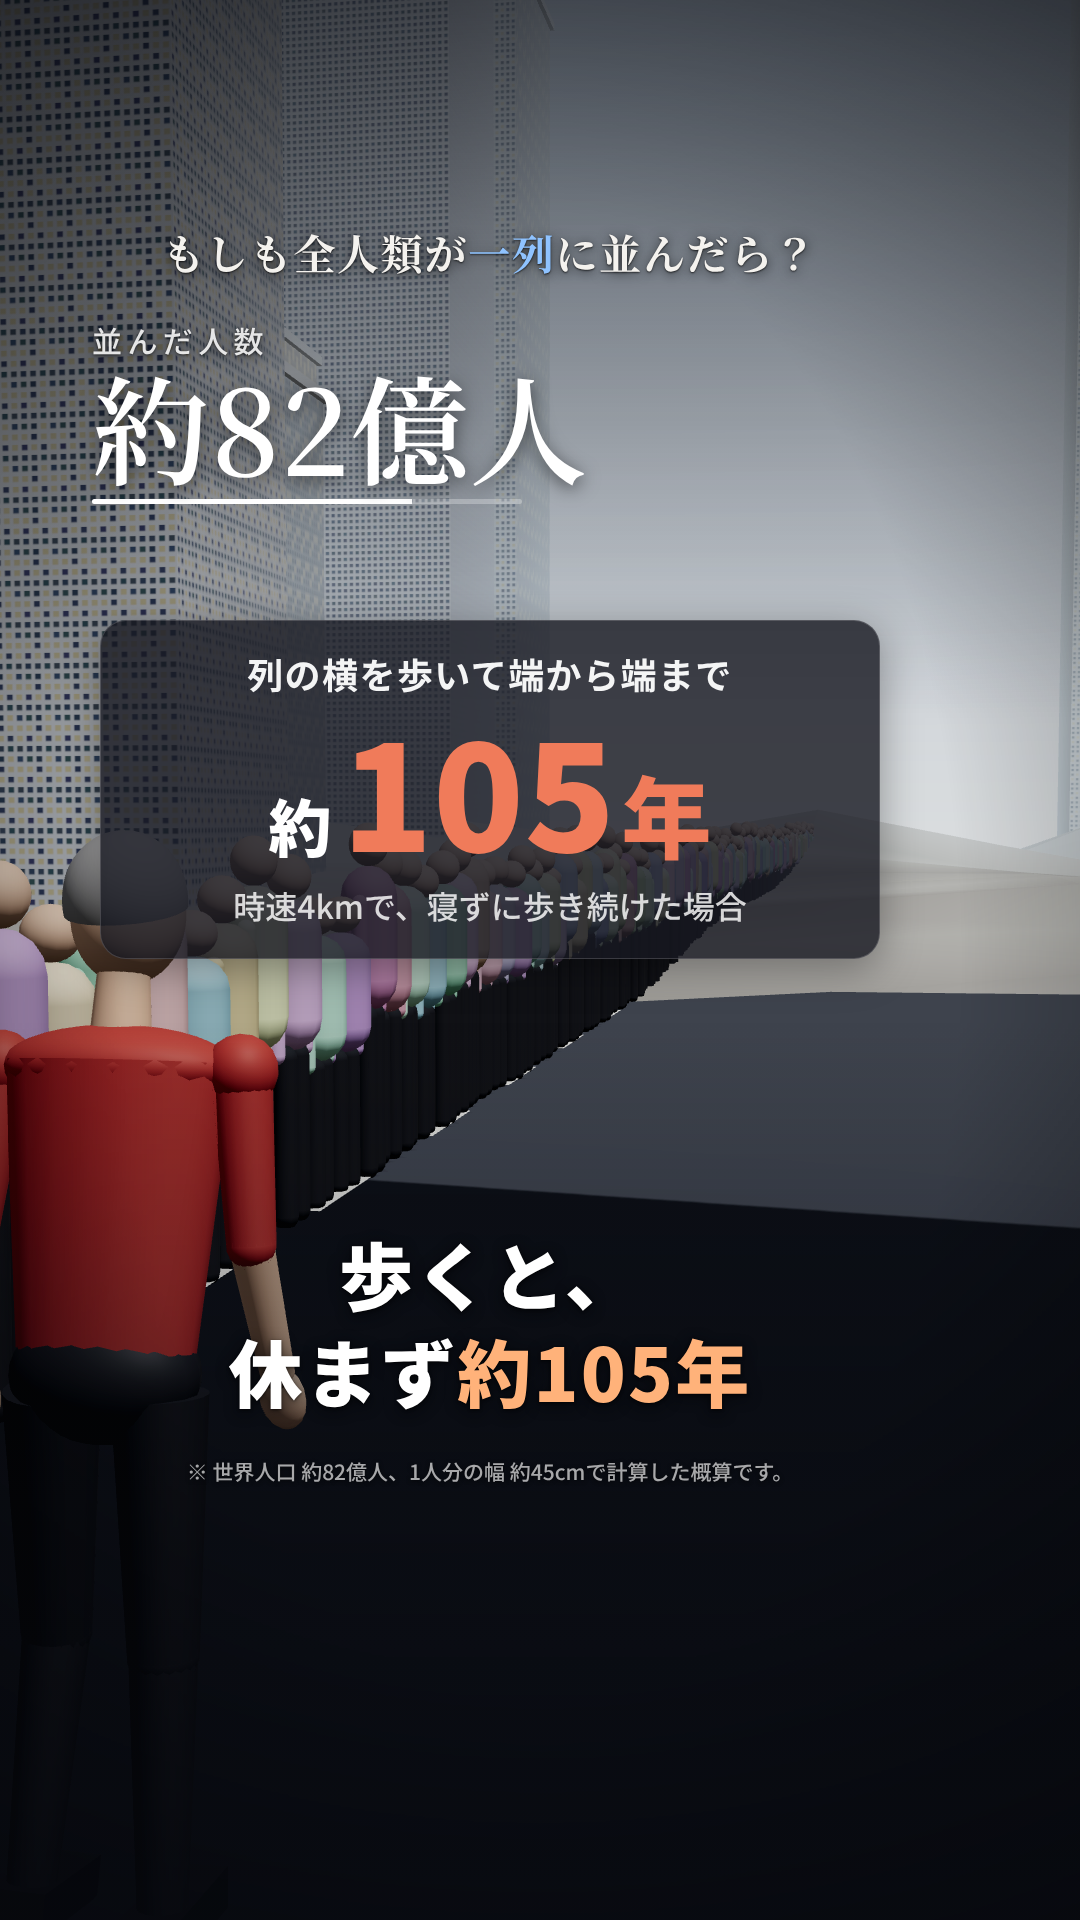 もしも全人類が一列に並んだら？
並んだ人数
約82億人
列の横を歩いて端から端まで
約105年
時速4kmで、寝ずに歩き続けた場合
歩くと、
休まず約105年
※ 世界人口 約82億人、1人分の幅 約45cmで計算した概算です。